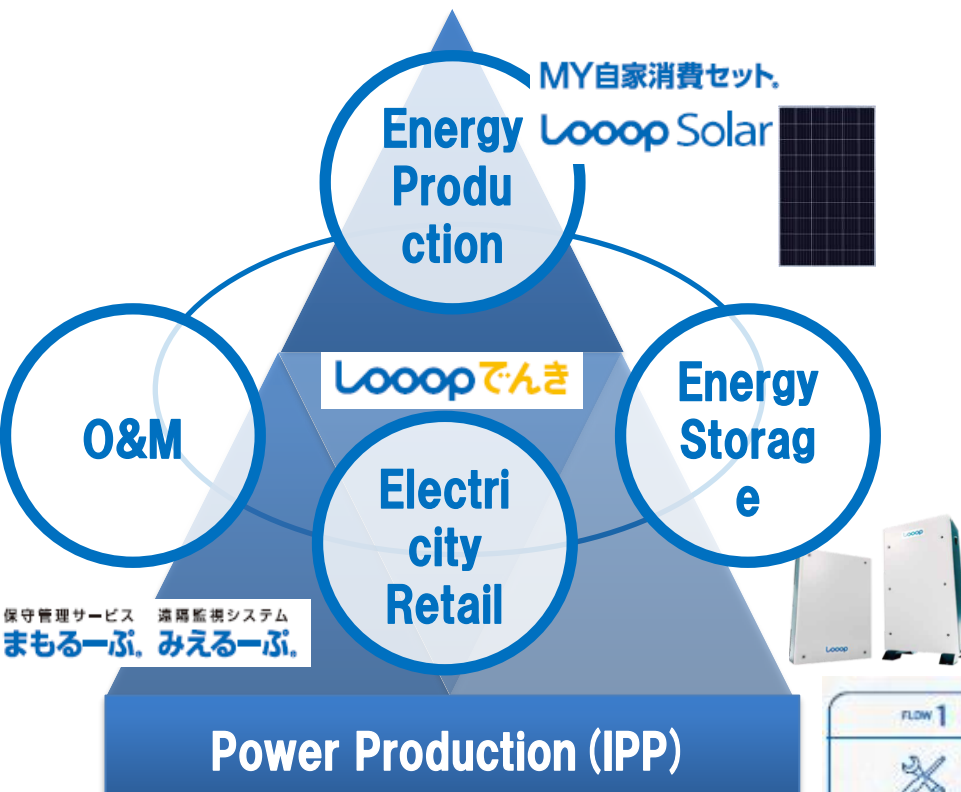 MY自家消費セット。
Looop Solar
Energy
Produ
ction
Looopでんき
O&M
Energy
Storag
e
Electri
city
Retail
Looop
Looop
保守管理サービス 遠隔監視システム
まもるーぷ。みえるーぷ。
FLOW 1
Power Production (IPP)